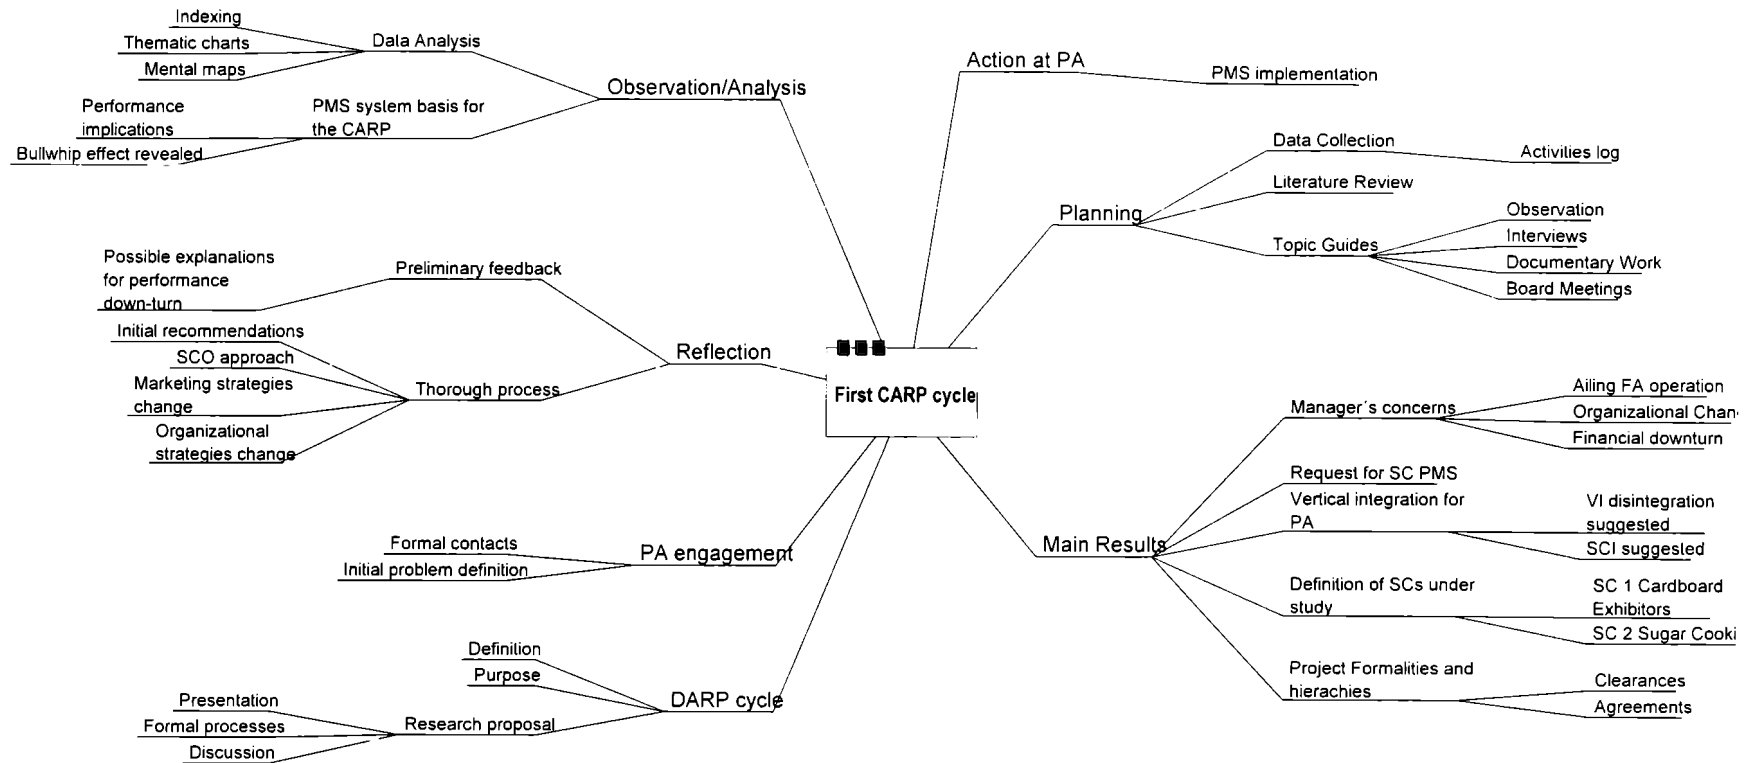 First CARP cycle
Action at PA
PMS implementation
Planning
Data Collection
Activities log
Literature Review
Topic Guides
Observation
Interviews
Documentary Work
Board Meetings
Main Results
Manager´s concerns
Ailing FA operation
Organizational Chan
Financial downturn
Request for SC PMS
Vertical integration for
PA
VI disintegration
suggested
SCI suggested
Definition of SCs under
study
SC 1 Cardboard
Exhibitors
SC 2 Sugar Cooki
Project Formalities and
hierachies
Clearances
Agreements
Observation/Analysis
Data Analysis
Indexing
Thematic charts
Mental maps
PMS system basis for
the CARP
Performance
implications
Bullwhip effect revealed
Reflection
Preliminary feedback
Possible explanations
for performance
down-turn
Thorough process
Initial recommendations
SCO approach
Marketing strategies
change
Organizational
strategies change
PA engagement
Formal contacts
Initial problem definition
DARP cycle
Definition
Purpose
Research proposal
Presentation
Formal processes
Discussion